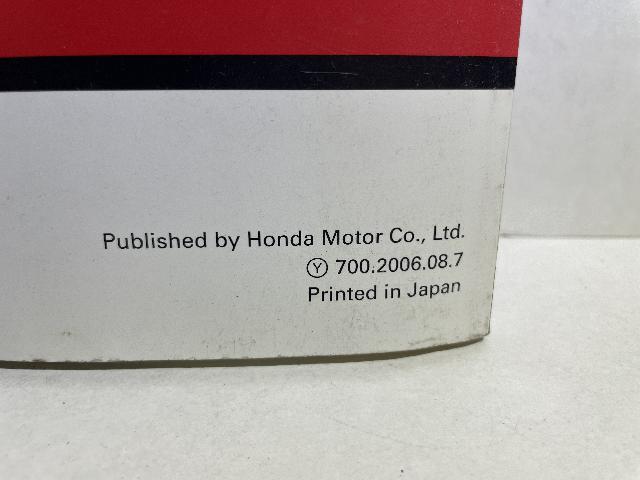 Published by Honda Motor Co., Ltd.
Ⓨ 700.2006.08.7
Printed in Japan